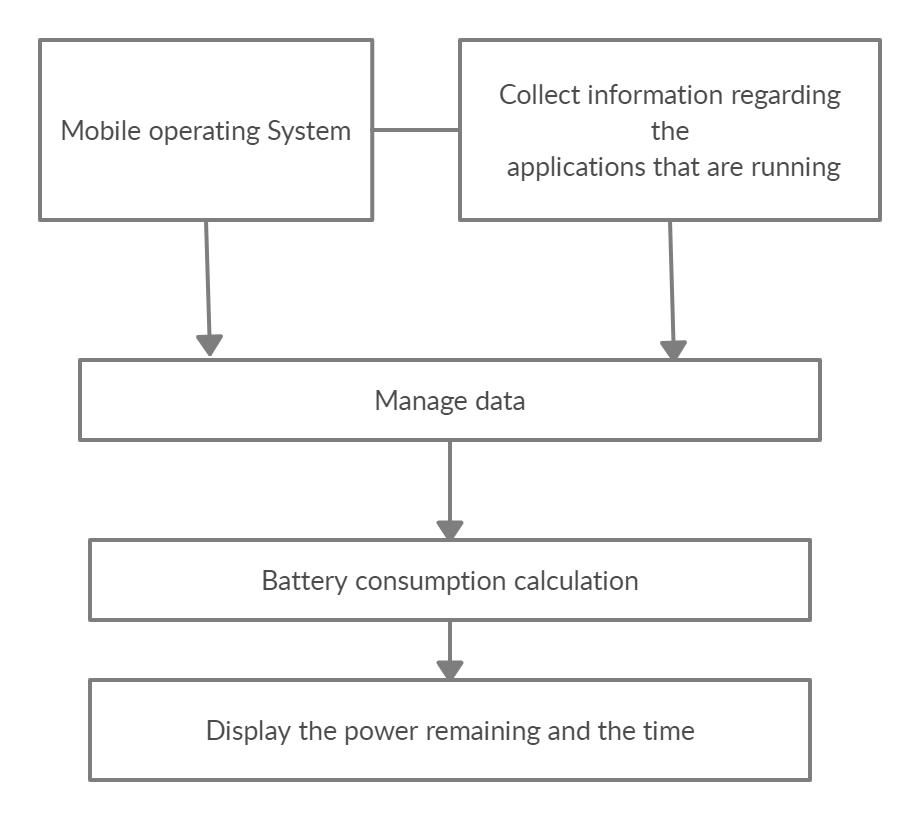 Mobile operating System
Collect information regarding
the
applications that are running
Manage data
Battery consumption calculation
Display the power remaining and the time